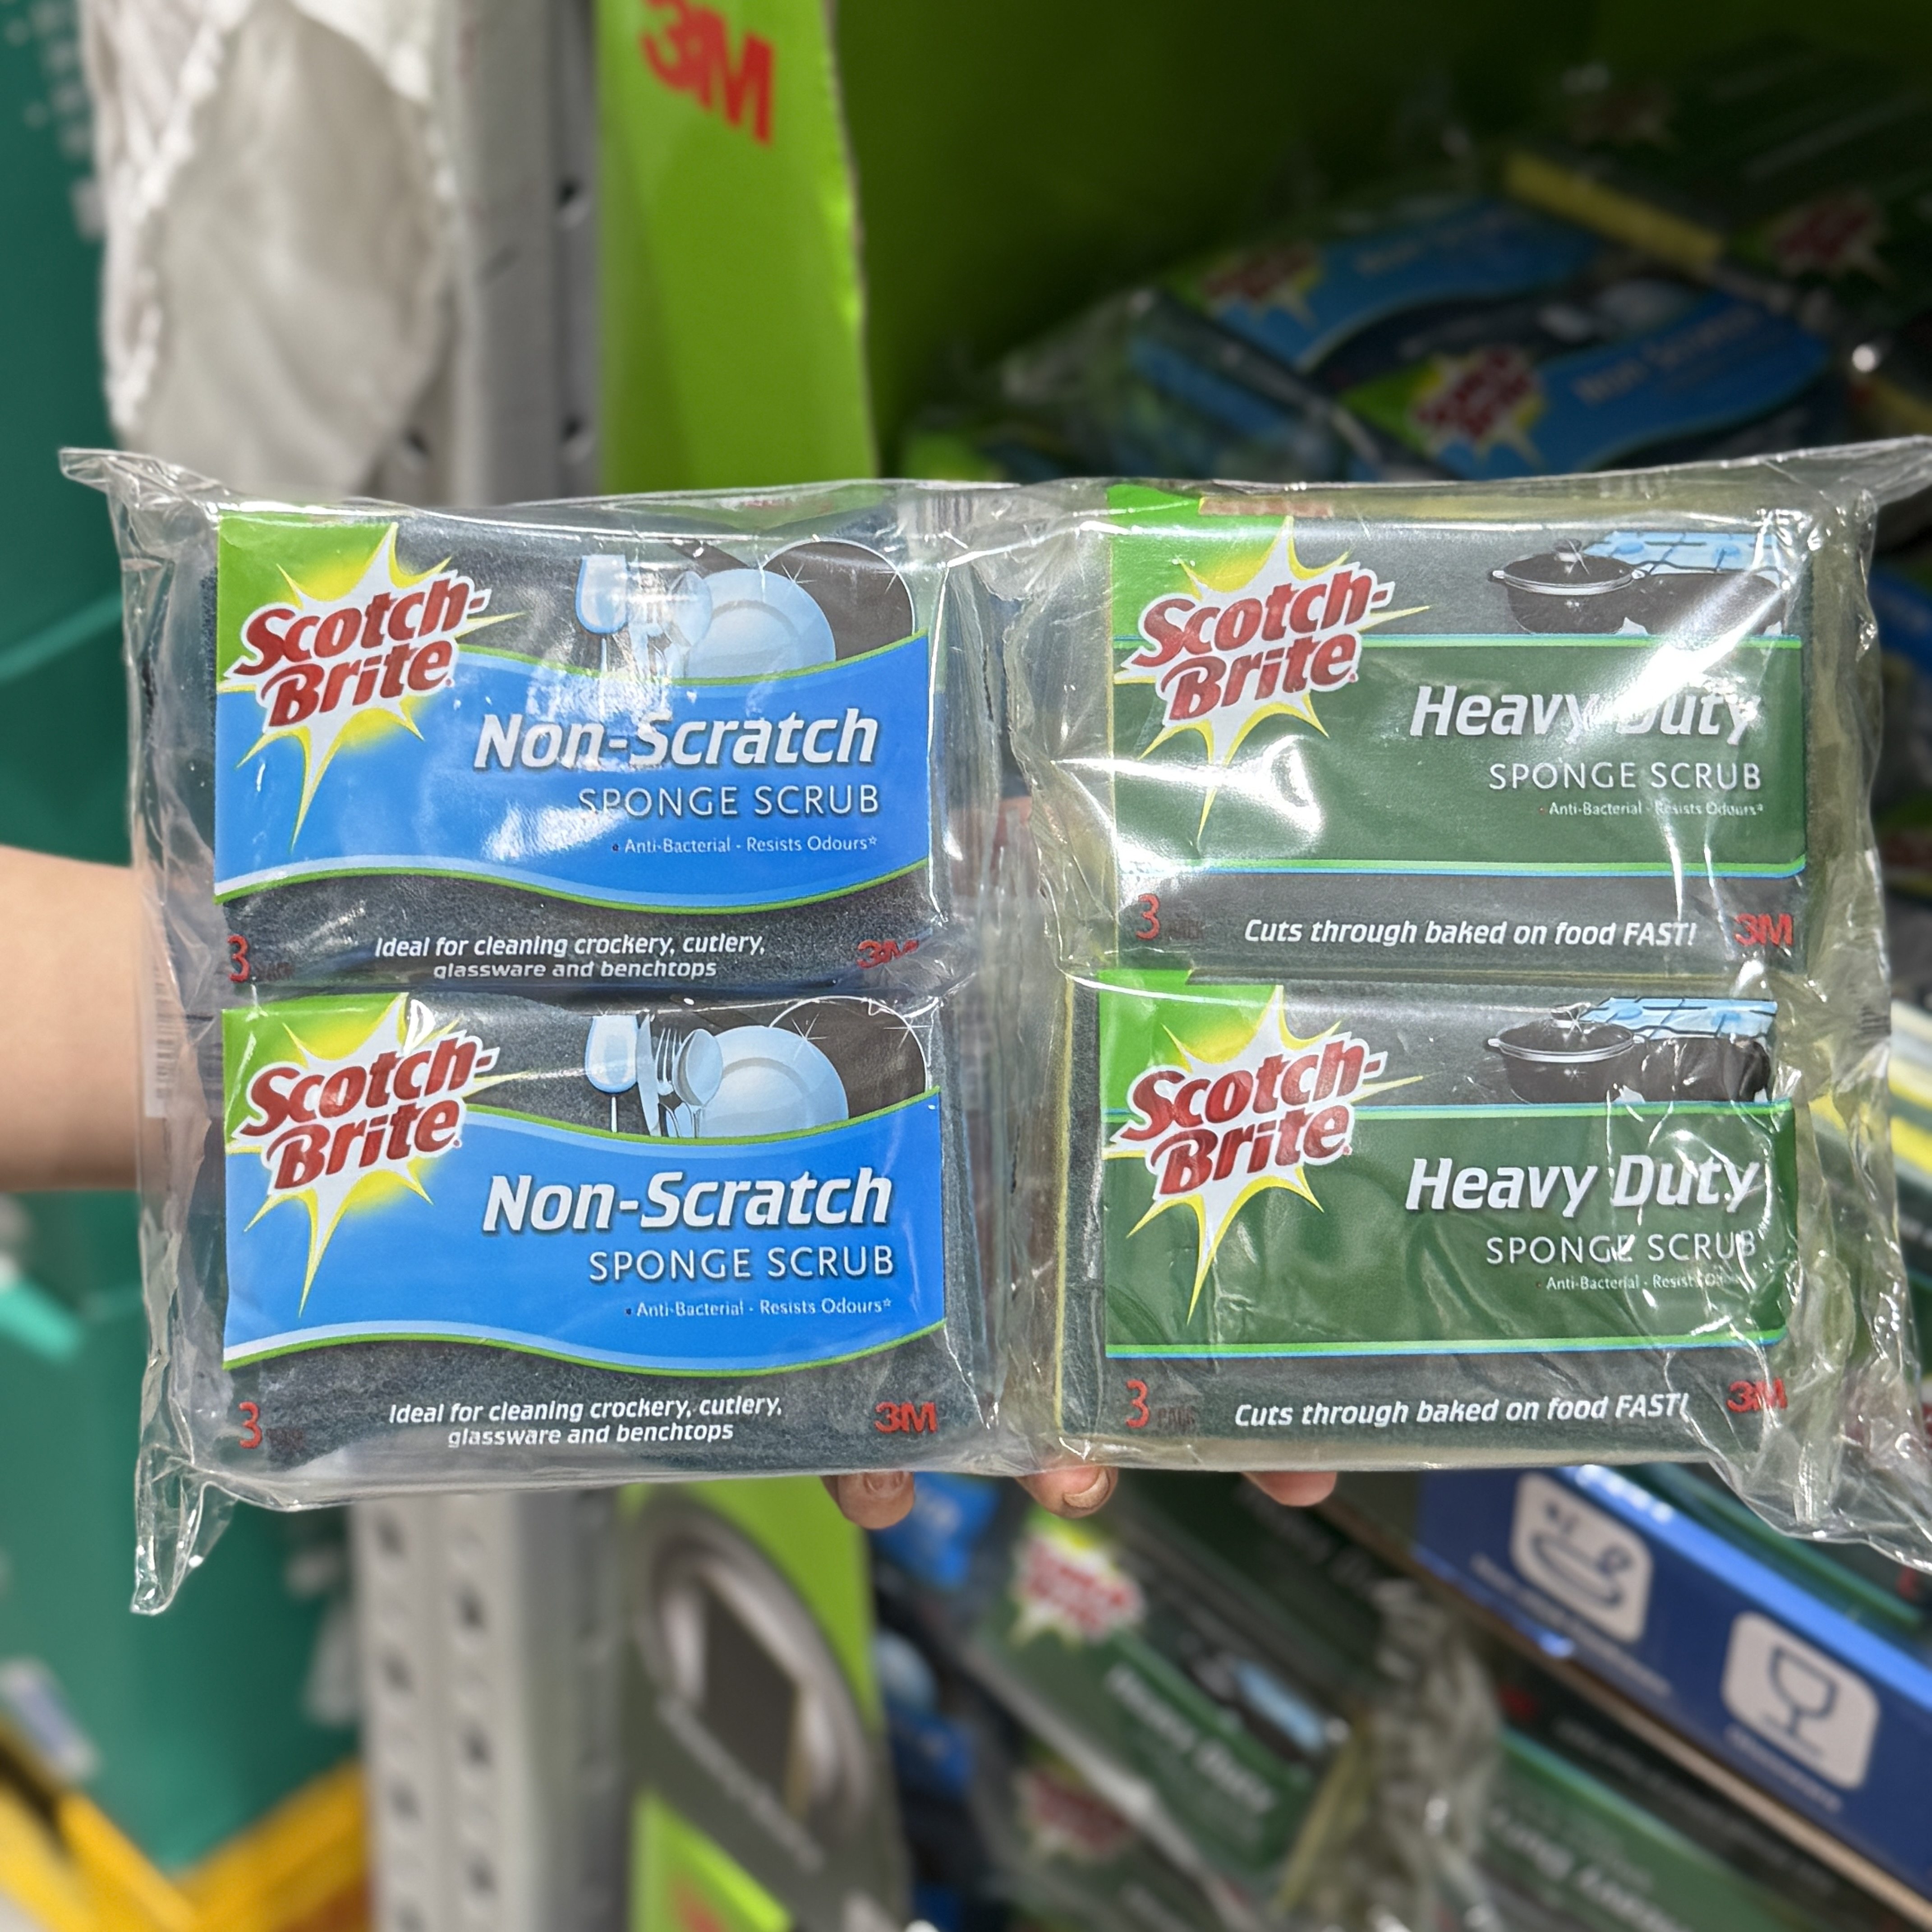 3M
Scotch-
Brite
Non-Scratch
SPONGE SCRUB
• Anti-Bacterial - Resists Odours*
3
Ideal for cleaning crockery, cutlery,
glassware and benchtops
3M
Scotch-
Brite
Heavy Duty
SPONGE SCRUB
• Anti-Bacterial - Resists Odours*
3
Cuts through baked on food FAST!
3M
Scotch-
Brite
Non-Scratch
SPONGE SCRUB
• Anti-Bacterial - Resists Odours*
3
Ideal for cleaning crockery, cutlery,
glassware and benchtops
3M
Scotch-
Brite
Heavy Duty
SPONGE SCRUB
• Anti-Bacterial - Resists
3
Cuts through baked on food FAST!
3M
Heavy Duty